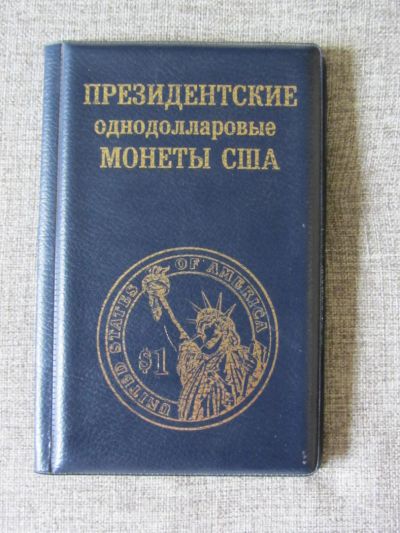 ПРЕЗИДЕНТСКИЕ
однодолларовые
МОНЕТЫ США
UNITED STATES OF AMERICA
$1